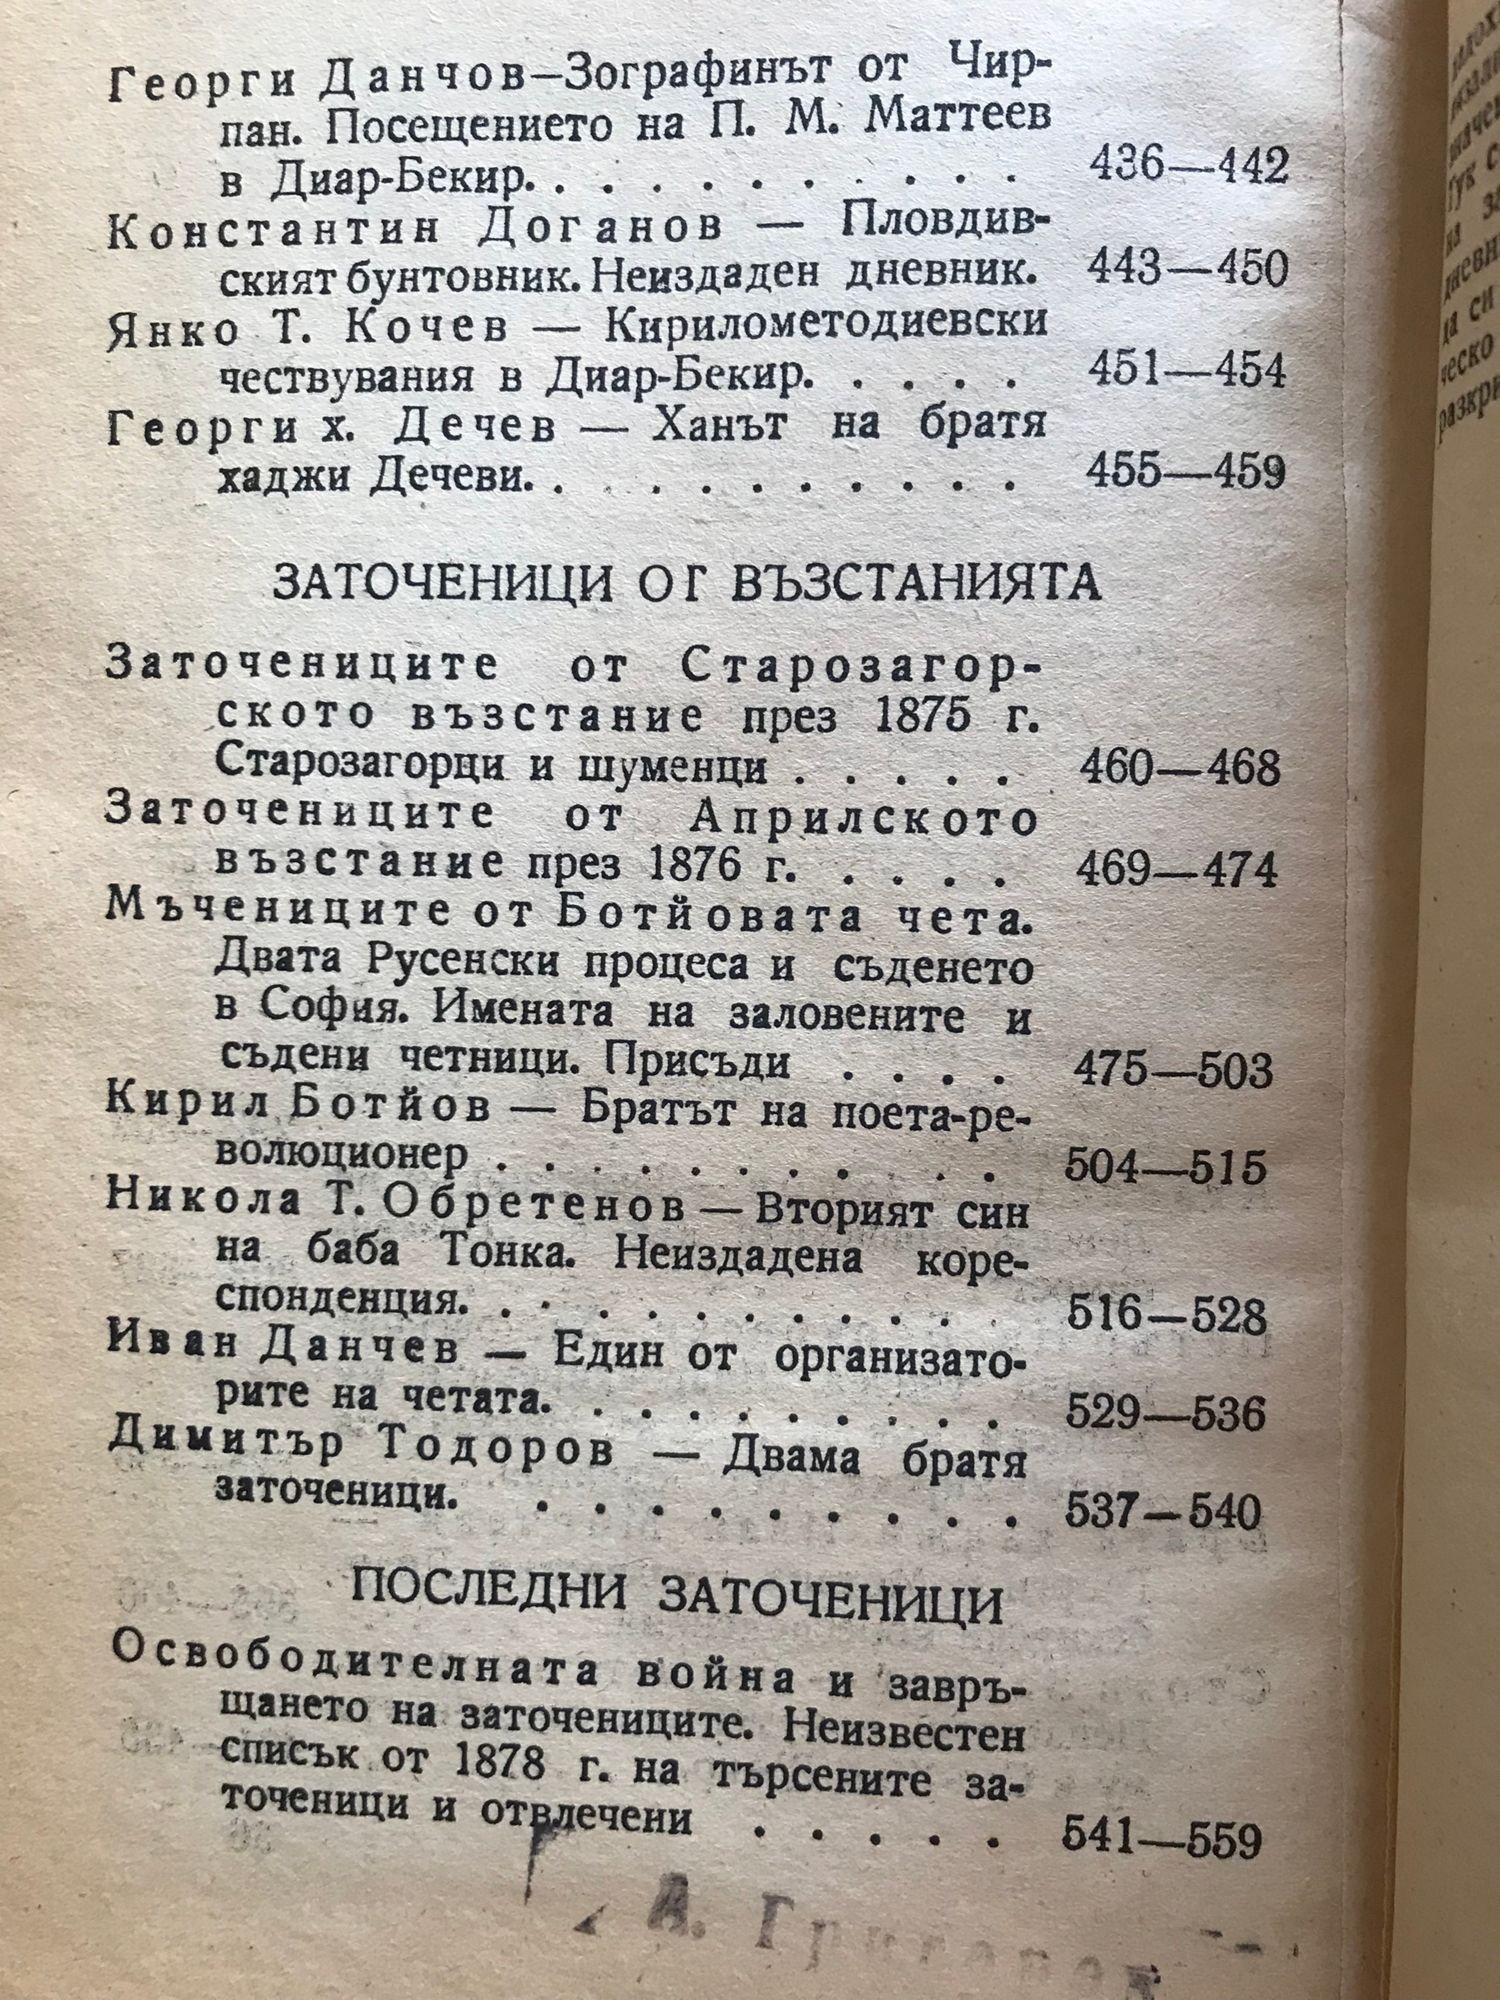 Георги Данчов—Зографинът от Чир-
пан. Посещението на П. М. Маттеев
в Диар-Бекир. . . . . . . . . . . 436—442
Константин Доганов — Пловдив-
ският бунтовник. Неиздаден дневник. 443—450
Янко Т. Кочев — Кирилометодиевски
чествувания в Диар-Бекир. . . . . 451—454
Георги х. Дечев — Ханът на братя
хаджи Дечеви. . . . . . . . . . . 455—459
ЗАТОЧЕНИЦИ ОГ ВЪЗСТАНИЯТА
Заточениците от Старозагор-
ското възстание през 1875 г.
Старозагорци и шуменци . . . . . 460—468
Заточениците от Априлското
възстание през 1876 г. . . . . 469—474
Мъчениците от Ботйовата чета.
Двата Русенски процеса и съденето
в София. Имената на заловените и
съдени четници. Присъди . . . . 475—503
Кирил Ботйов — Братът на поета-ре-
волюционер . . . . . . . . . . 504—515
Никола Т. Обретенов — Вторият син
на баба Тонка. Неиздадена коре-
спонденция. . . . . . . . . . . 516—528
Иван Данчев — Един от организато-
рите на четата. . . . . . . . . 529—536
Димитър Тодоров — Двама братя
заточеници. . . . . . . . . . 537—540
ПОСЛЕДНИ ЗАТОЧЕНИЦИ
Освободителната война и завръ-
щането на заточениците. Неизвестен
списък от 1878 г. на търсените за-
точеници и отвлечени . . . . . 541—559
А.